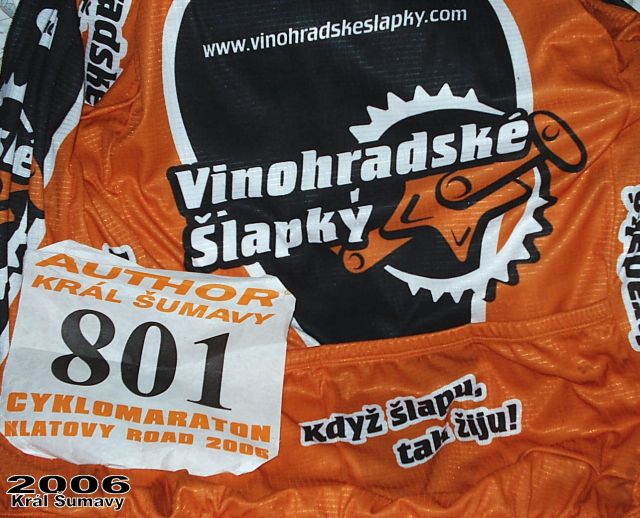 www.vinohradskeslapky.com
Vinohradské
Šlapky
AUTHOR
KRÁL ŠUMAVY
801
CYKLOMARATON
KLATOVY ROAD 2006
Když šlapu,
tak žiju!
2006
Král Šumavy